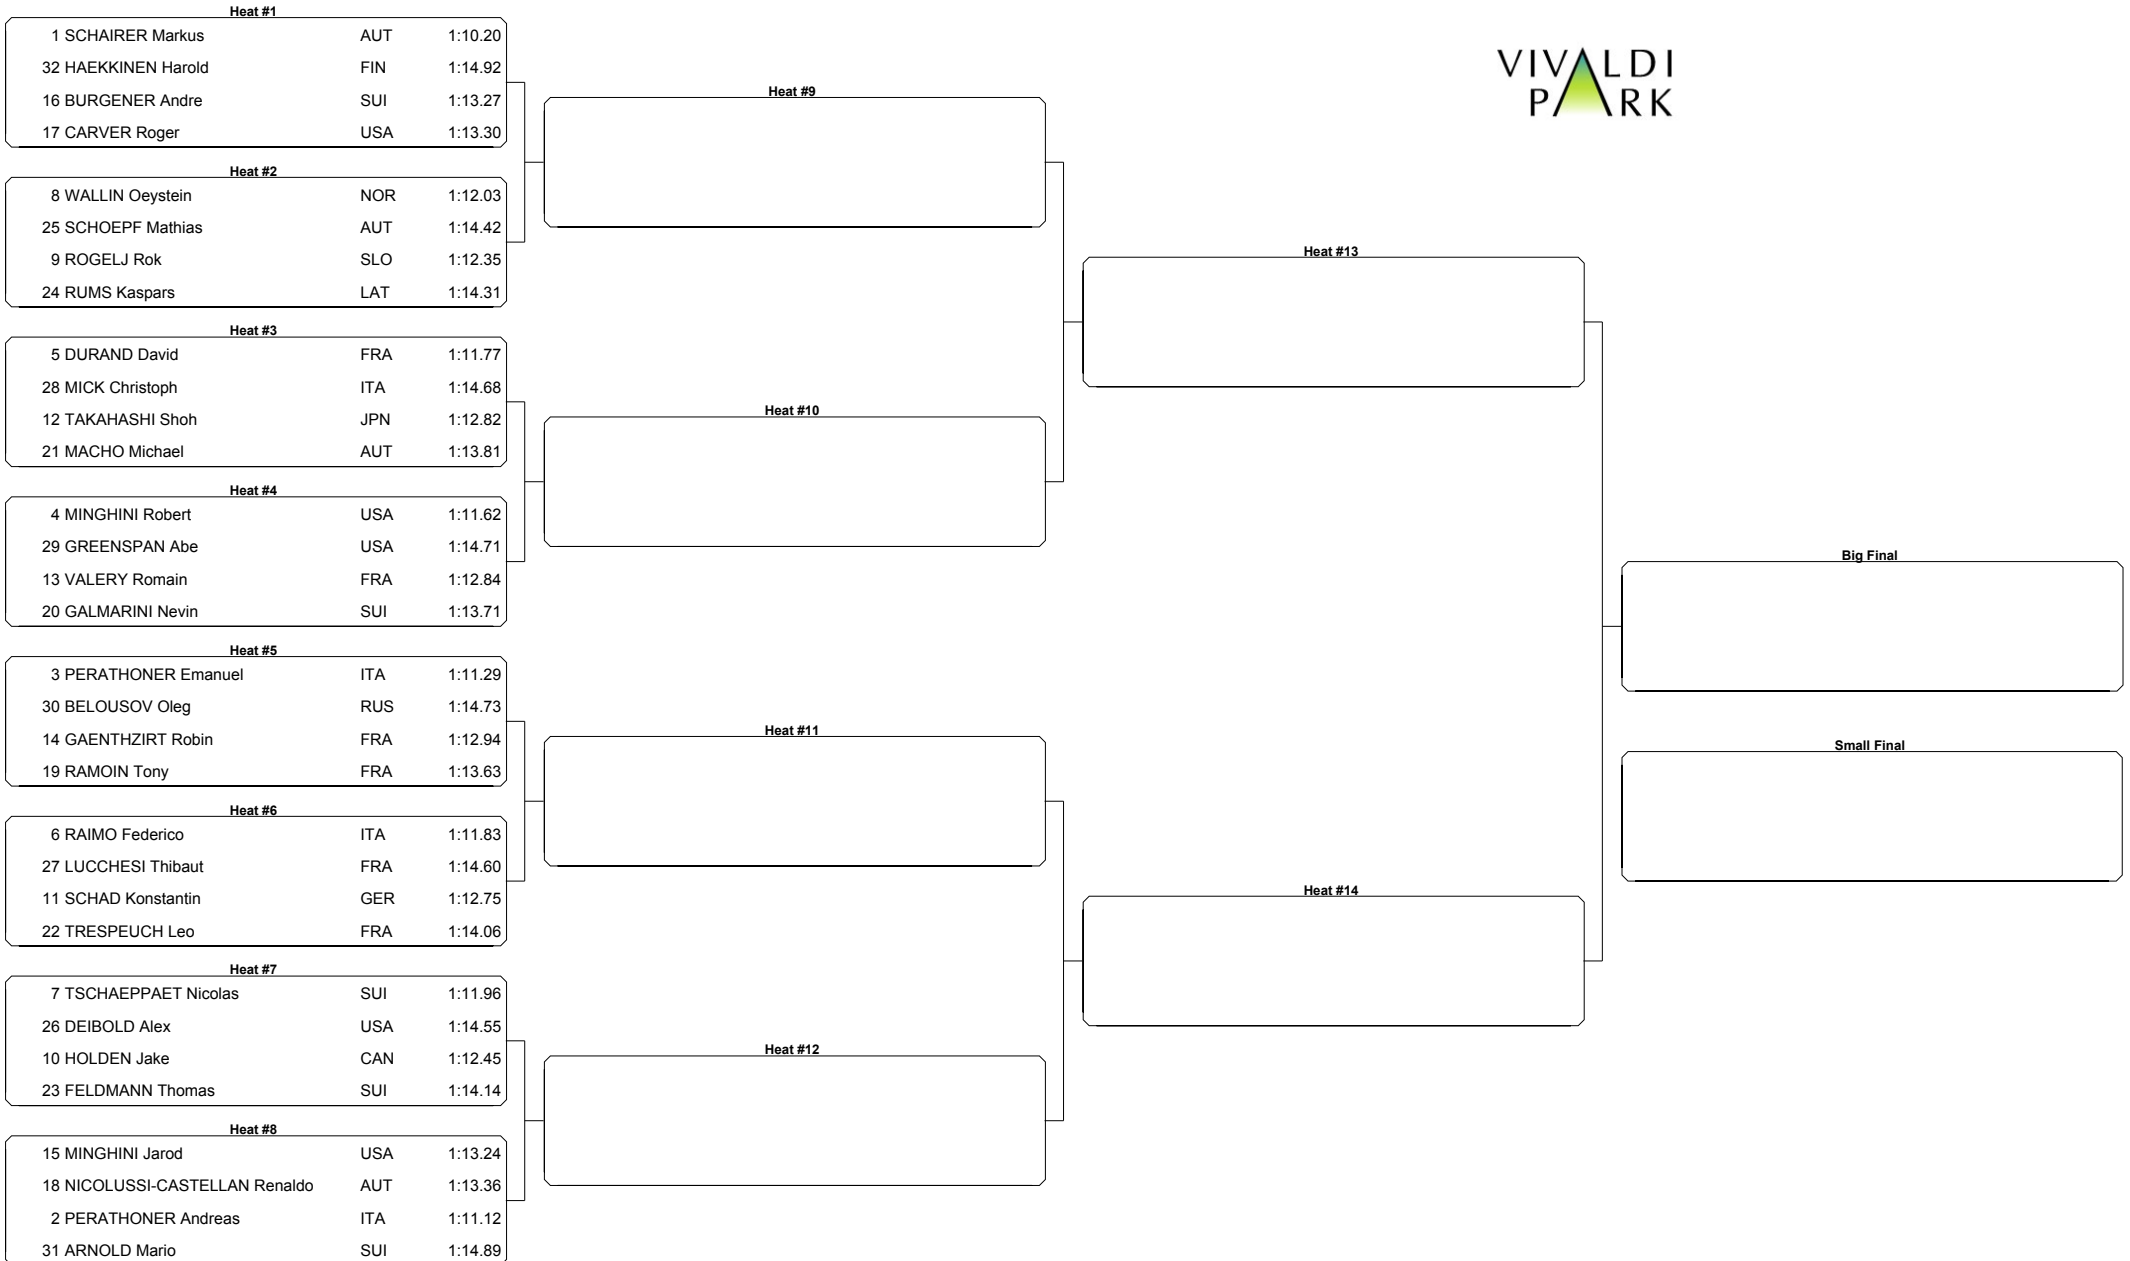 Heat #1
1 SCHAIRER Markus AUT 1:10.20
32 HAEKKINEN Harold FIN 1:14.92
16 BURGENER Andre SUI 1:13.27
17 CARVER Roger USA 1:13.30
Heat #2
8 WALLIN Oeystein NOR 1:12.03
25 SCHOEPF Mathias AUT 1:14.42
9 ROGELJ Rok SLO 1:12.35
24 RUMS Kaspars LAT 1:14.31
Heat #3
5 DURAND David FRA 1:11.77
28 MICK Christoph ITA 1:14.68
12 TAKAHASHI Shoh JPN 1:12.82
21 MACHO Michael AUT 1:13.81
Heat #4
4 MINGHINI Robert USA 1:11.62
29 GREENSPAN Abe USA 1:14.71
13 VALERY Romain FRA 1:12.84
20 GALMARINI Nevin SUI 1:13.71
Heat #5
3 PERATHONER Emanuel ITA 1:11.29
30 BELOUSOV Oleg RUS 1:14.73
14 GAENTHZIRT Robin FRA 1:12.94
19 RAMOIN Tony FRA 1:13.63
Heat #6
6 RAIMO Federico ITA 1:11.83
27 LUCCHESI Thibaut FRA 1:14.60
11 SCHAD Konstantin GER 1:12.75
22 TRESPEUCH Leo FRA 1:14.06
Heat #7
7 TSCHAEPPAET Nicolas SUI 1:11.96
26 DEIBOLD Alex USA 1:14.55
10 HOLDEN Jake CAN 1:12.45
23 FELDMANN Thomas SUI 1:14.14
Heat #8
15 MINGHINI Jarod USA 1:13.24
18 NICOLUSSI-CASTELLAN Renaldo AUT 1:13.36
2 PERATHONER Andreas ITA 1:11.12
31 ARNOLD Mario SUI 1:14.89
Heat #9
Heat #10
Heat #11
Heat #12
Heat #13
Heat #14
VIVALDI
PARK
Big Final
Small Final